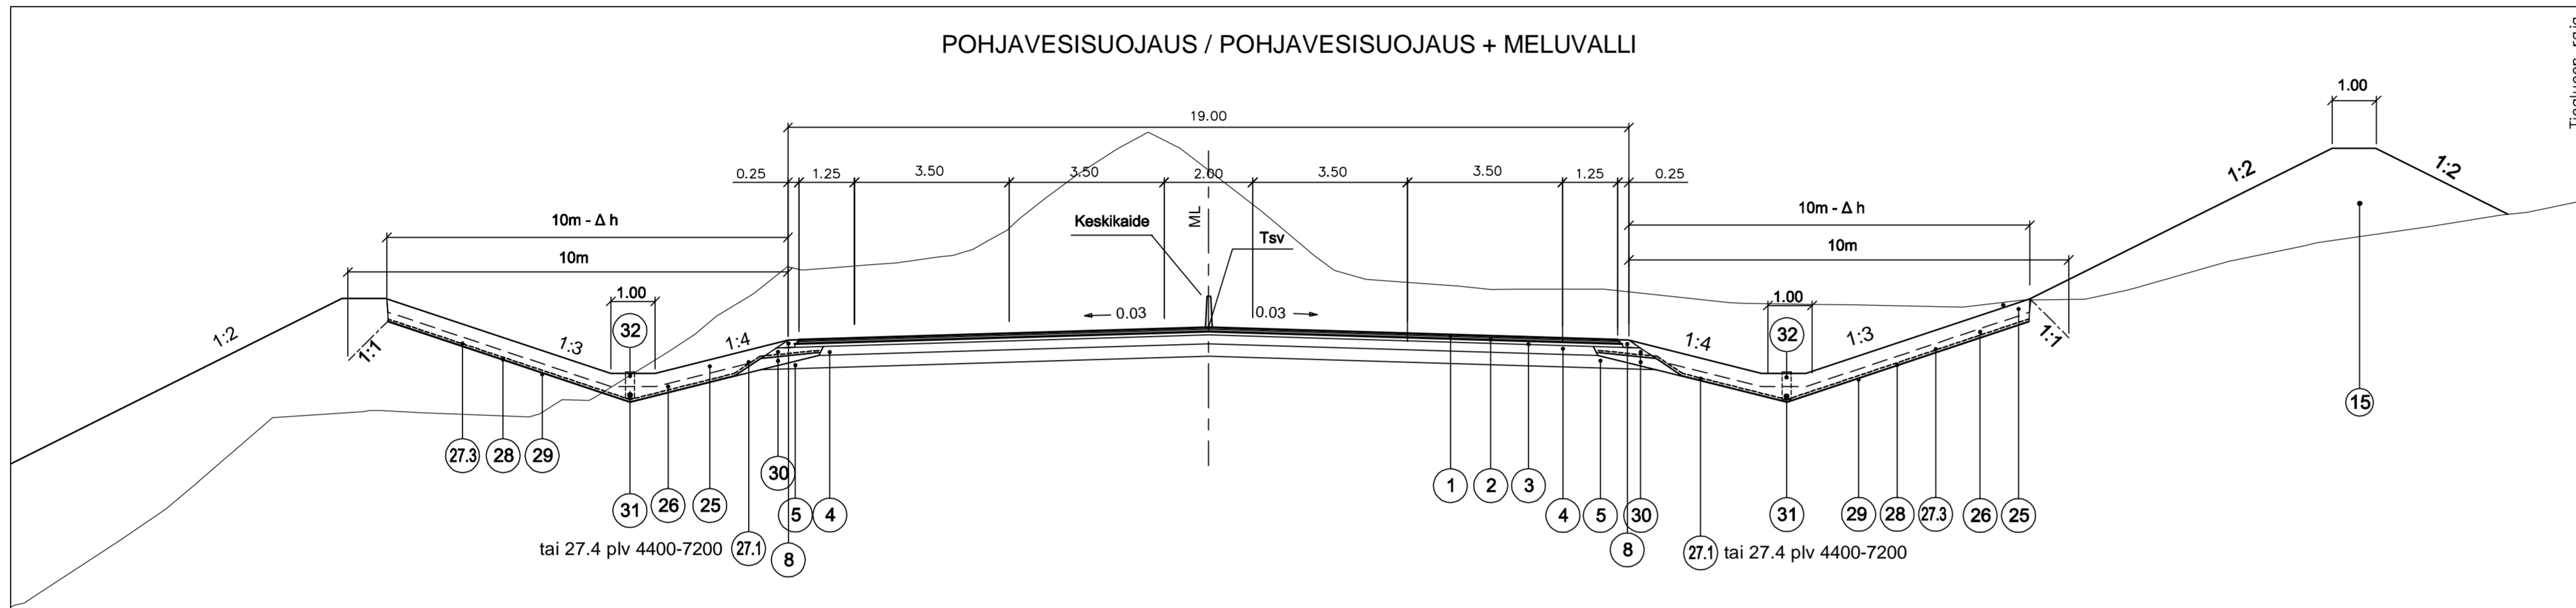 POHJAVESISUOJAUS / POHJAVESISUOJAUS + MELUVALLI
1.00
19.00
0.25 1.25 3.50 3.50 2.00 3.50 3.50 1.25 0.25
10m - Δ h
10m - Δ h
10m
10m
Keskikaide
ML
Tsv
1.00
1.00
0.03
0.03
32
32
1:2
1:1
1:3
1:4
1:4
1:3
1:1
1:2
1:2
15
27.3 28 29
30
31 26 25
5 4
tai 27.4 plv 4400-7200 27.1
8
1 2 3
4 5 30
31 29 28 27.3 26 25
8
27.1 tai 27.4 plv 4400-7200